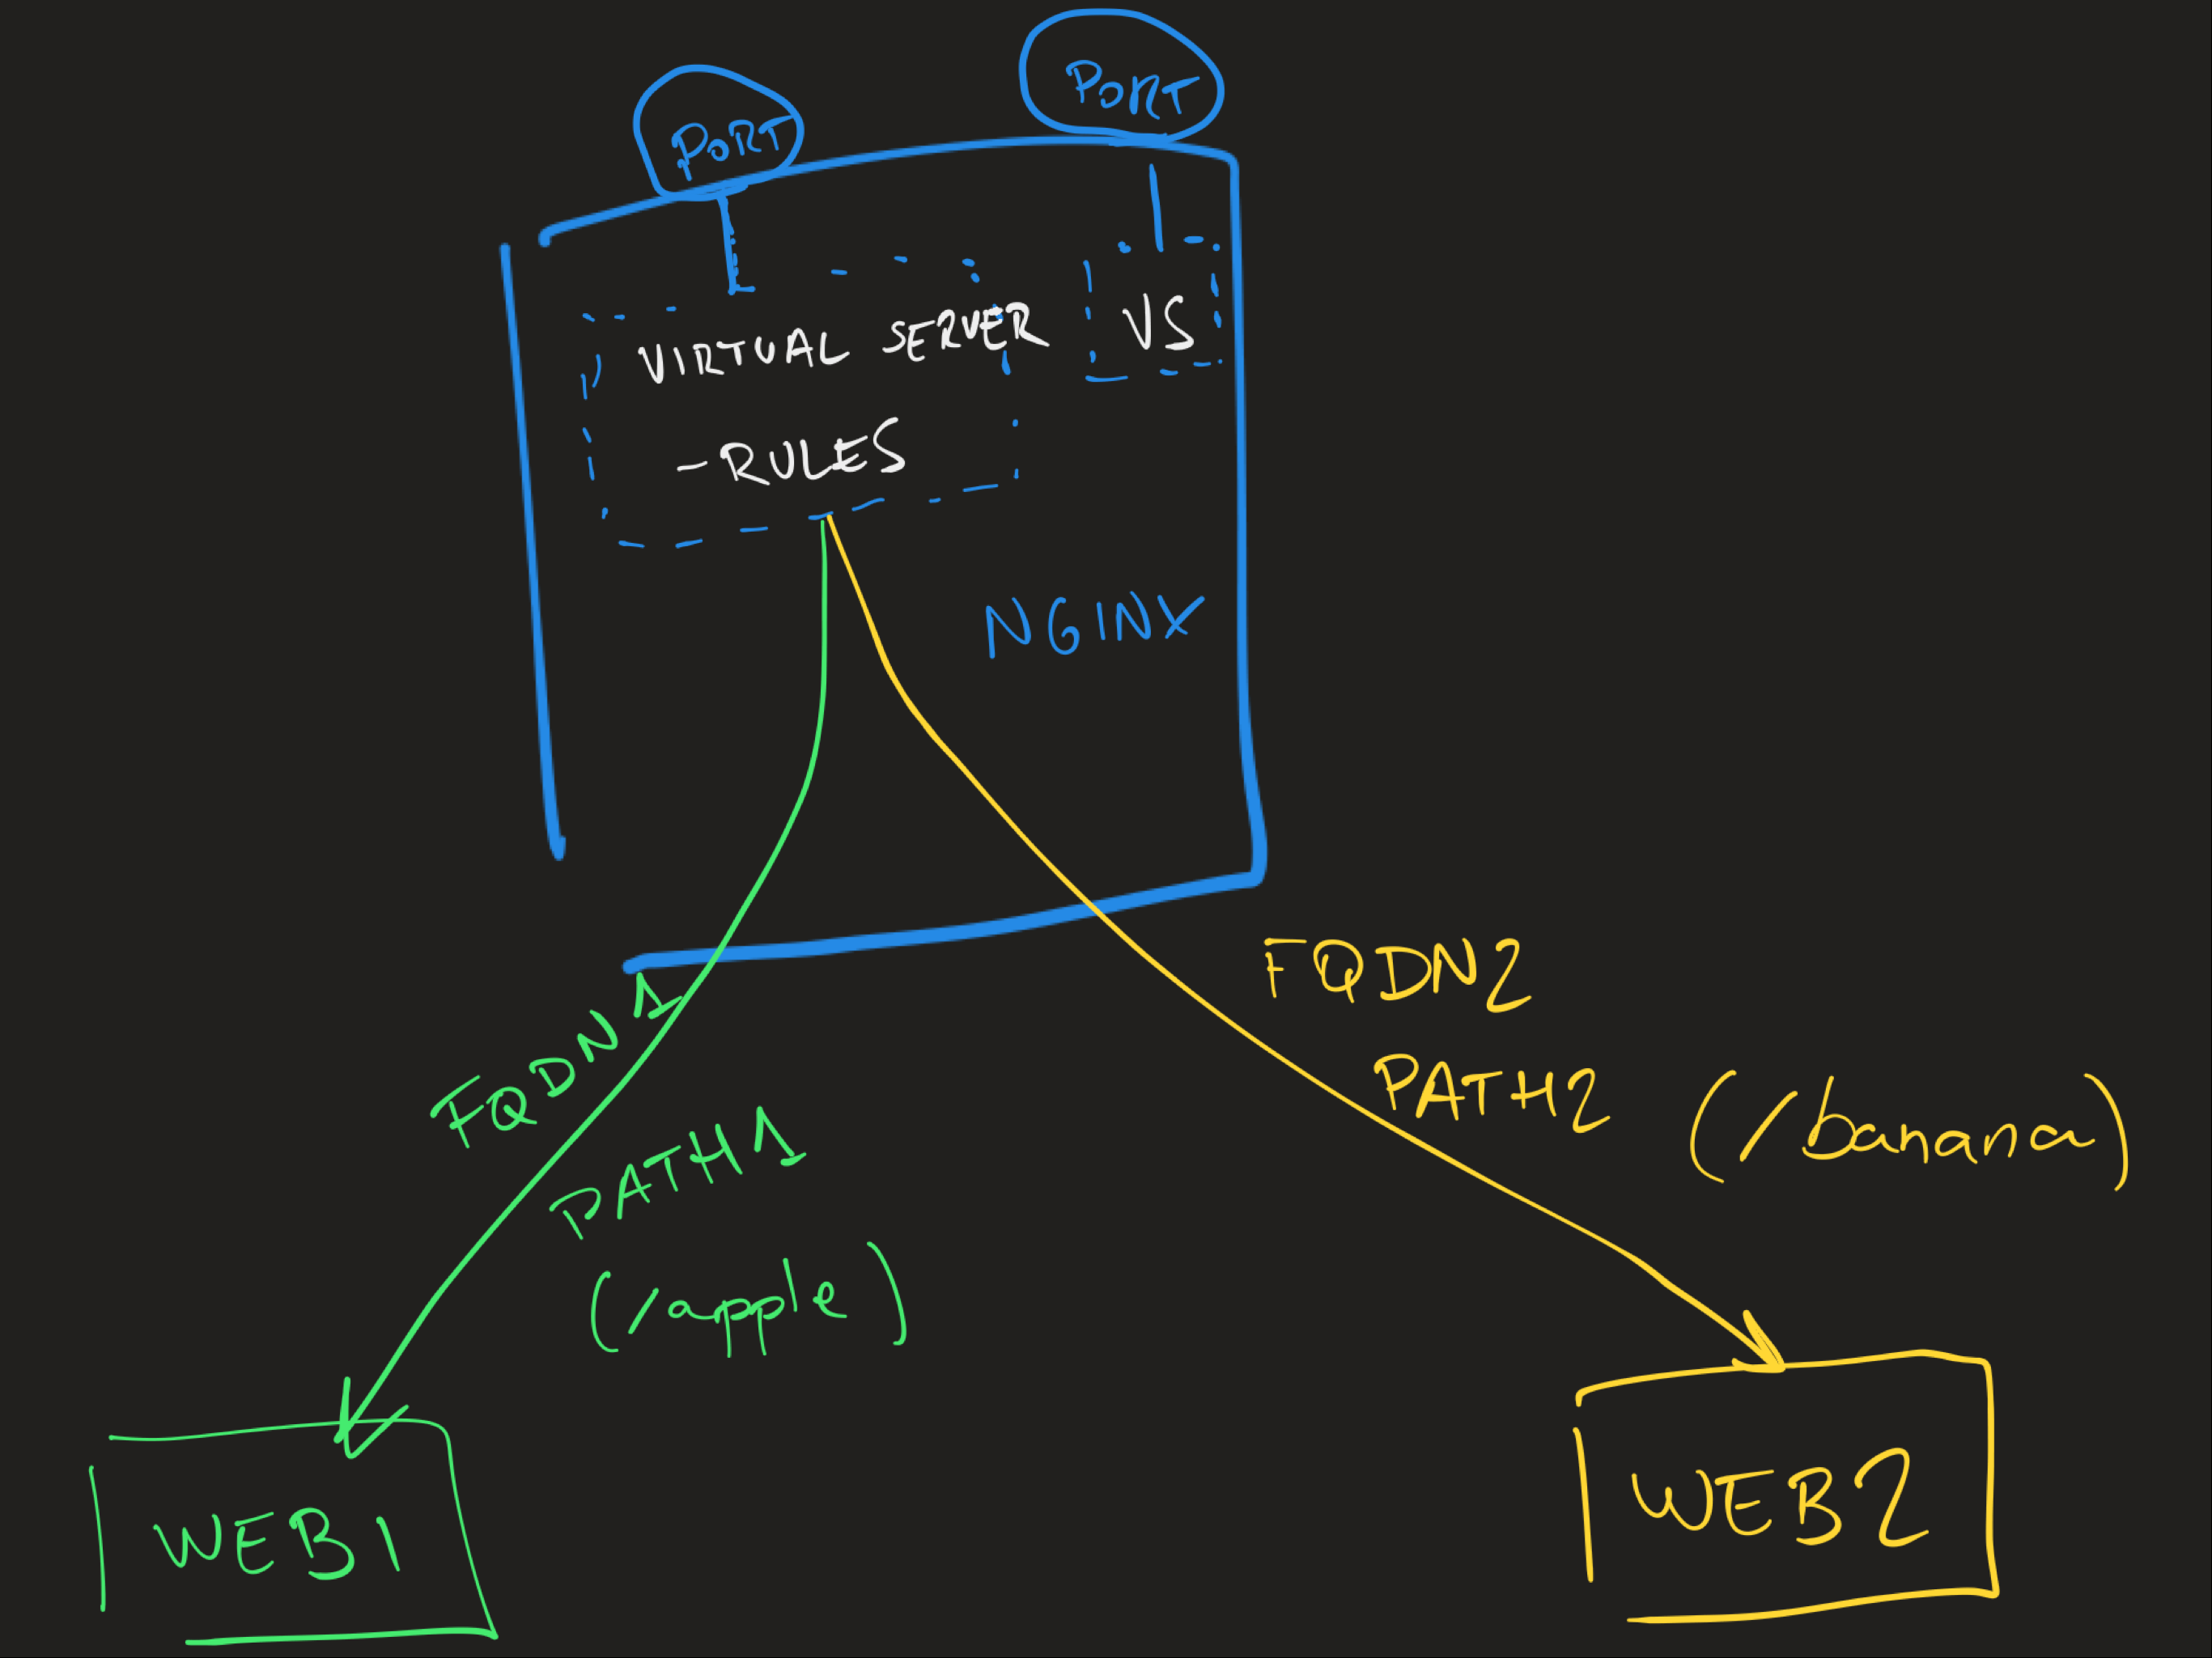 PORT
PORT
VIRTUAL SERVER
VS
- RULES
NGINX
FQDN1
PATH1
(/apple)
FQDN2
PATH2 (/banana)
WEB1
WEB2